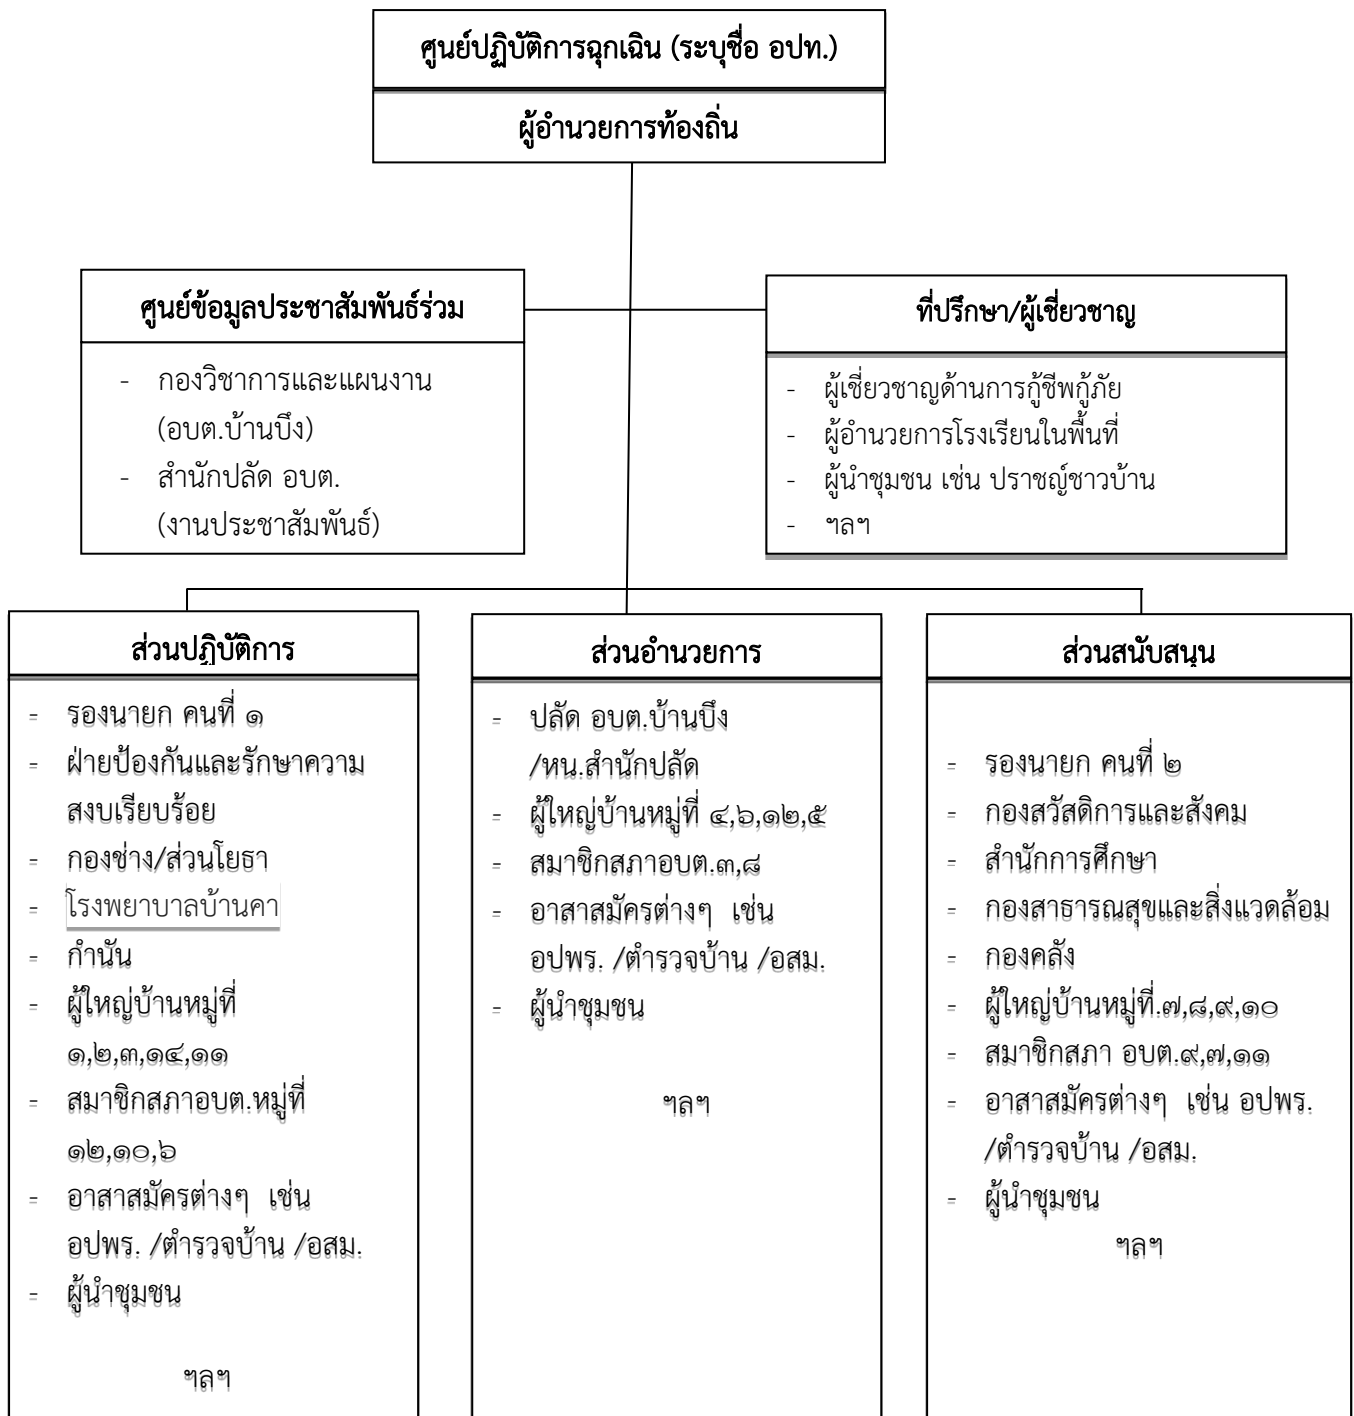 ศูนย์ปฏิบัติการฉุกเฉิน (ระบุชื่อ อปท.)
ผู้อำนวยการท้องถิ่น
ศูนย์ข้อมูลประชาสัมพันธ์ร่วม
- กองวิชาการและแผนงาน
(อบต.บ้านบึง)
- สำนักปลัด อบต.
(งานประชาสัมพันธ์)
ที่ปรึกษา/ผู้เชี่ยวชาญ
- ผู้เชี่ยวชาญด้านการกู้ชีพกู้ภัย
- ผู้อำนวยการโรงเรียนในพื้นที่
- ผู้นำชุมชน เช่น ปราชญ์ชาวบ้าน
- ฯลฯ
ส่วนปฏิบัติการ
- รองนายก คนที่ ๑
- ฝ่ายป้องกันและรักษาความ
สงบเรียบร้อย
- กองช่าง/ส่วนโยธา
- โรงพยาบาลบ้านคา
- กำนัน
- ผู้ใหญ่บ้านหมู่ที่
๑,๒,๓,๑๔,๑๑
- สมาชิกสภาอบต.หมู่ที่
๑๒,๑๐,๖
- อาสาสมัครต่างๆ เช่น
อปพร. /ตำรวจบ้าน /อสม.
- ผู้นำชุมชน
ฯลฯ
ส่วนอำนวยการ
- ปลัด อบต.บ้านบึง
/หน.สำนักปลัด
- ผู้ใหญ่บ้านหมู่ที่ ๔,๖,๑๒,๕
- สมาชิกสภาอบต.๓,๘
- อาสาสมัครต่างๆ เช่น
อปพร. /ตำรวจบ้าน /อสม.
- ผู้นำชุมชน
ฯลฯ
ส่วนสนับสนุน
- รองนายก คนที่ ๒
- กองสวัสดิการและสังคม
- สำนักการศึกษา
- กองสาธารณสุขและสิ่งแวดล้อม
- กองคลัง
- ผู้ใหญ่บ้านหมู่ที่.๗,๘,๙,๑๐
- สมาชิกสภา อบต.๙,๗,๑๑
- อาสาสมัครต่างๆ เช่น อปพร.
/ตำรวจบ้าน /อสม.
- ผู้นำชุมชน
ฯลฯ